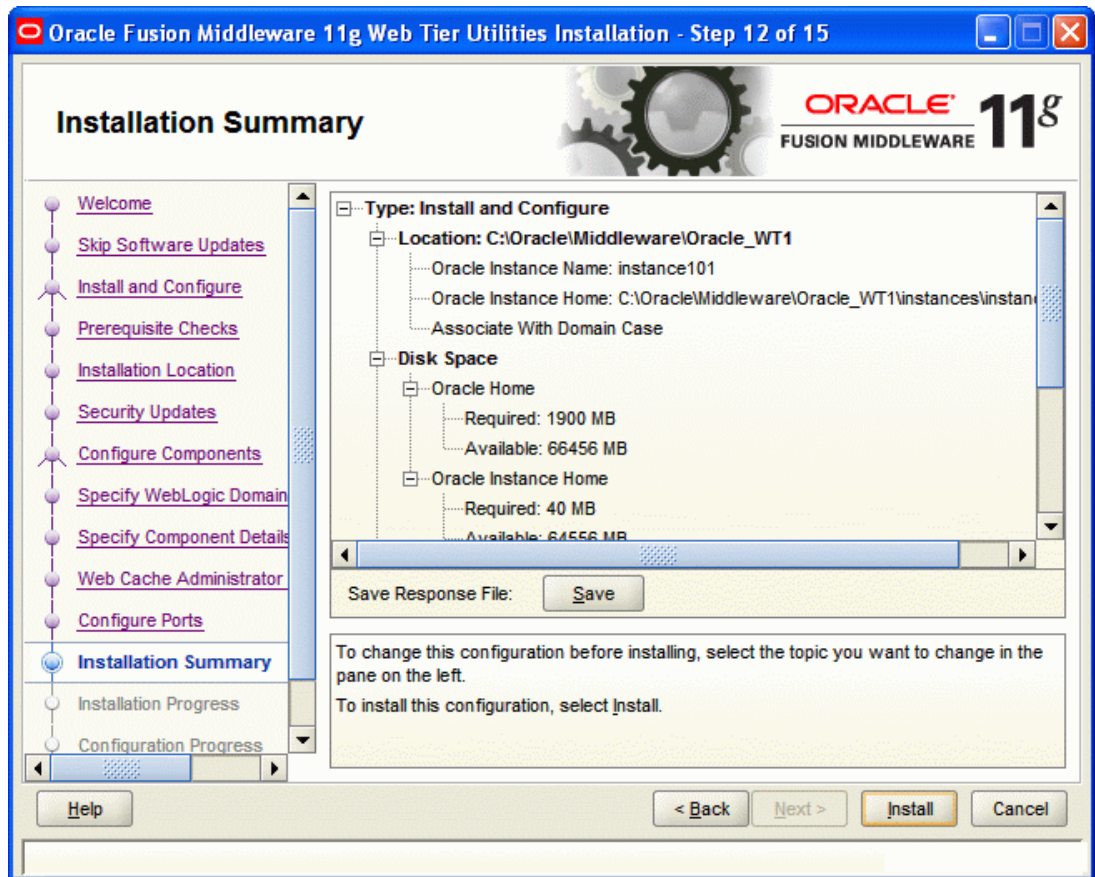 Oracle Fusion Middleware 11g Web Tier Utilities Installation - Step 12 of 15
Installation Summary
ORACLE
FUSION MIDDLEWARE
11g
Welcome
Skip Software Updates
Install and Configure
Prerequisite Checks
Installation Location
Security Updates
Configure Components
Specify WebLogic Domain
Specify Component Details
Web Cache Administrator
Configure Ports
Installation Summary
Installation Progress
Configuration Progress
Type: Install and Configure
Location: C:\Oracle\Middleware\Oracle_WT1
Oracle Instance Name: instance101
Oracle Instance Home: C:\Oracle\Middleware\Oracle_WT1\instances\instan
Associate With Domain Case
Disk Space
Oracle Home
Required: 1900 MB
Available: 66456 MB
Oracle Instance Home
Required: 40 MB
Available: 64556 MB
Save Response File:
Save
To change this configuration before installing, select the topic you want to change in the
pane on the left.
To install this configuration, select Install.
Help
< Back
Next >
Install
Cancel